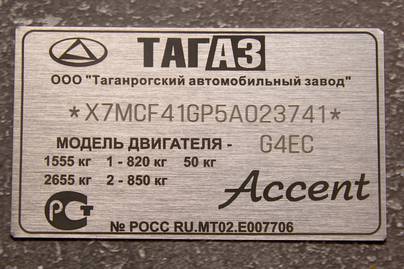 ТАГАЗ
ООО "Таганрогский автомобильный завод"
*X7MCF41GP5A023741*
МОДЕЛЬ ДВИГАТЕЛЯ - G4EC
1555 кг 1 - 820 кг 50 кг
2655 кг 2 - 850 кг
Accent
РСт
№ РОСС RU.MT02.E007706